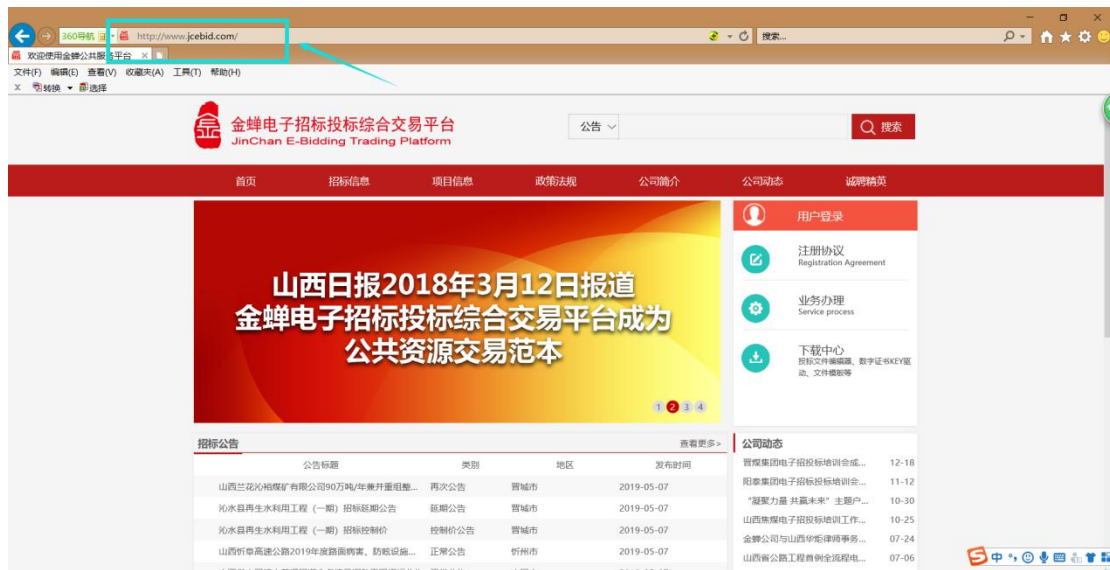 360导航
http://www.jcebid.com/
搜索...
欢迎使用金蝉公共服务平台
文件(F) 编辑(E) 查看(V) 收藏夹(A) 工具(T) 帮助(H)
x 转换 选择
金蝉电子招标投标综合交易平台
JinChan E-Bidding Trading Platform
公告
搜索
首页 招标信息 项目信息 政策法规 公司简介 公司动态 诚聘精英
山西日报2018年3月12日报道
金蝉电子招标投标综合交易平台成为
公共资源交易范本
1 2 3 4
用户登录
注册协议
Registration Agreement
业务办理
Service process
下载中心
投标文件编辑器、数字证书KEY驱
动、文件模版等
招标公告 查看更多>
公告标题 类别 地区 发布时间
山西兰花沁裕煤矿有限公司90万吨/年兼并重组整... 再次公告 晋城市 2019-05-07
沁水县再生水利用工程（一期）招标延期公告 延期公告 晋城市 2019-05-07
沁水县再生水利用工程（一期）招标控制价 控制价公告 晋城市 2019-05-07
山西忻阜高速公路2019年度路面病害、防眩设施... 正常公告 忻州市 2019-05-07
公司动态
晋煤集团电子招投标培训会成... 12-18
阳泰集团电子招标投标培训会... 11-12
“凝聚力量 共赢未来”主题户... 10-30
山西焦煤电子招投标培训工作... 10-25
金蝉公司与山西华炬律师事务... 07-24
山西省公路工程首例全流程电... 07-06
中